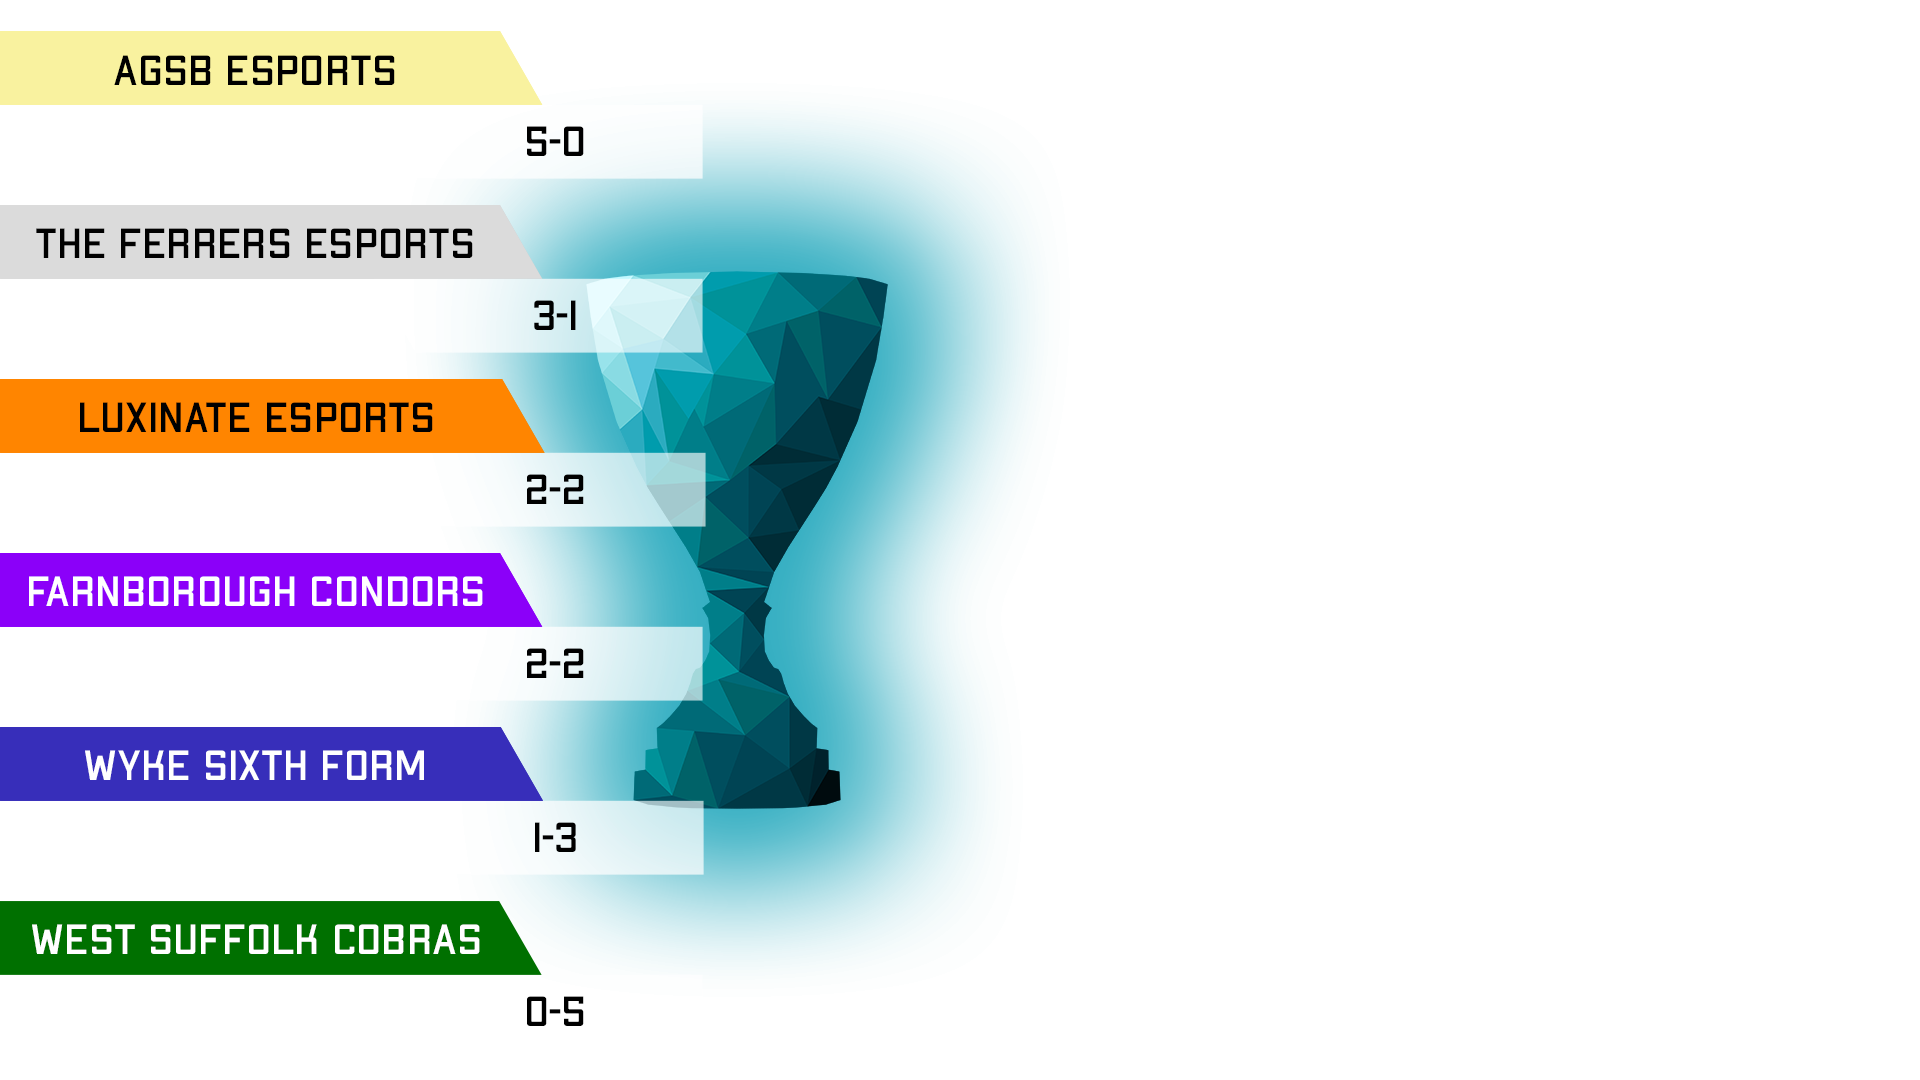 AGSB ESPORTS
5-0
THE FERRERS ESPORTS
3-1
LUXINATE ESPORTS
2-2
FARNBOROUGH CONDORS
2-2
WYKE SIXTH FORM
1-3
WEST SUFFOLK COBRAS
0-5